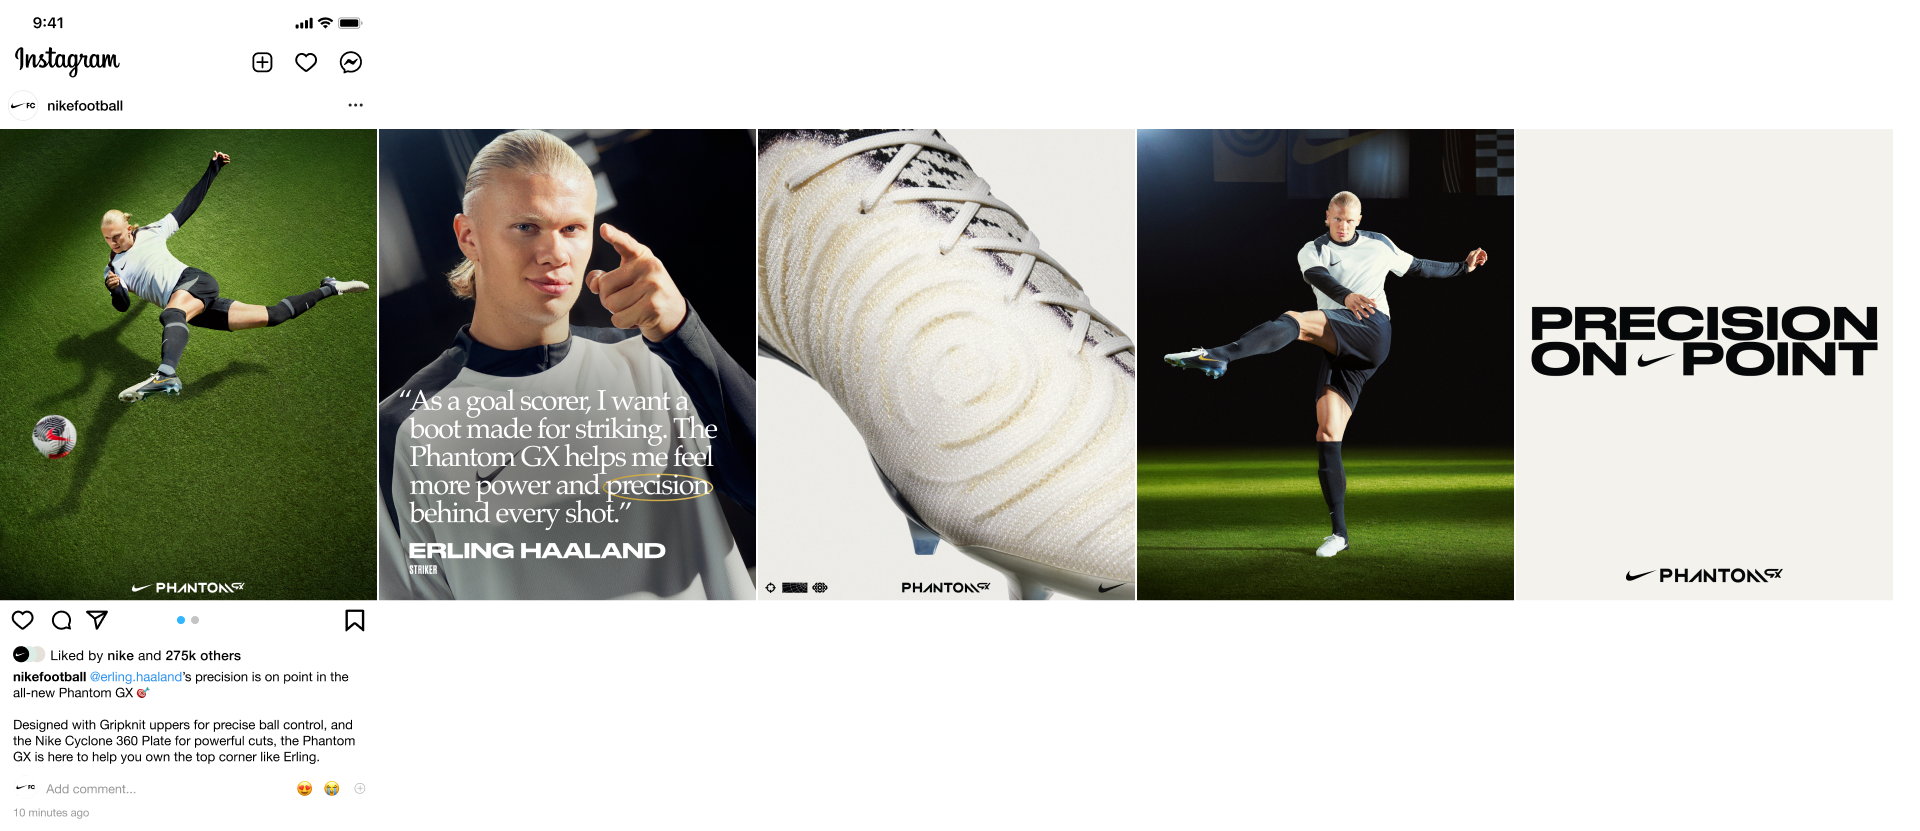 9:41
Instagram
FC
nikefootball
PHANTOM GX
“As a goal scorer, I want a
boot made for striking. The
Phantom GX helps me feel
more power and precision
behind every shot.”
ERLING HAALAND
STRIKER
PHANTOM GX
PRECISION
ON POINT
PHANTOM GX
Liked by nike and 275k others
nikefootball @erling.haaland's precision is on point in the
all-new Phantom GX
Designed with Gripknit uppers for precise ball control, and
the Nike Cyclone 360 Plate for powerful cuts, the Phantom
GX is here to help you own the top corner like Erling.
FC
Add comment...
10 minutes ago